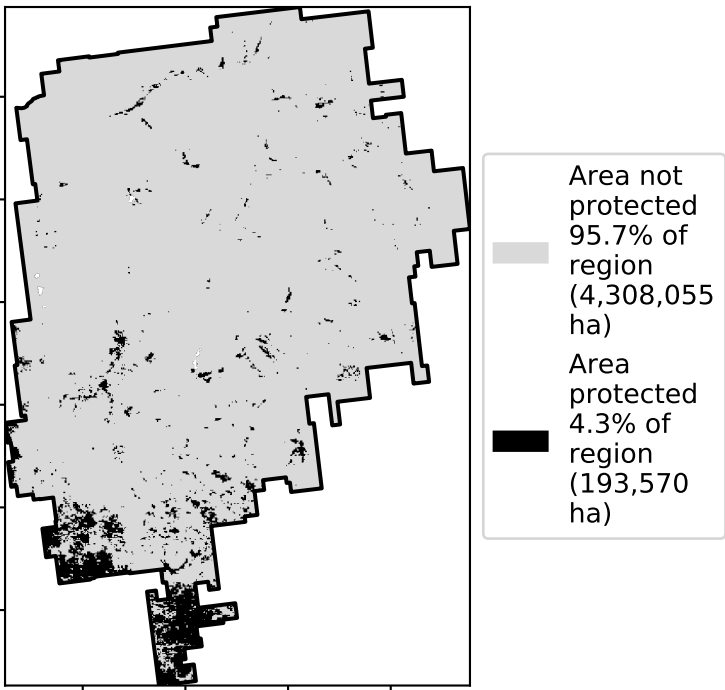 Area not
protected
95.7% of
region
(4,308,055
ha)
Area
protected
4.3% of
region
(193,570
ha)